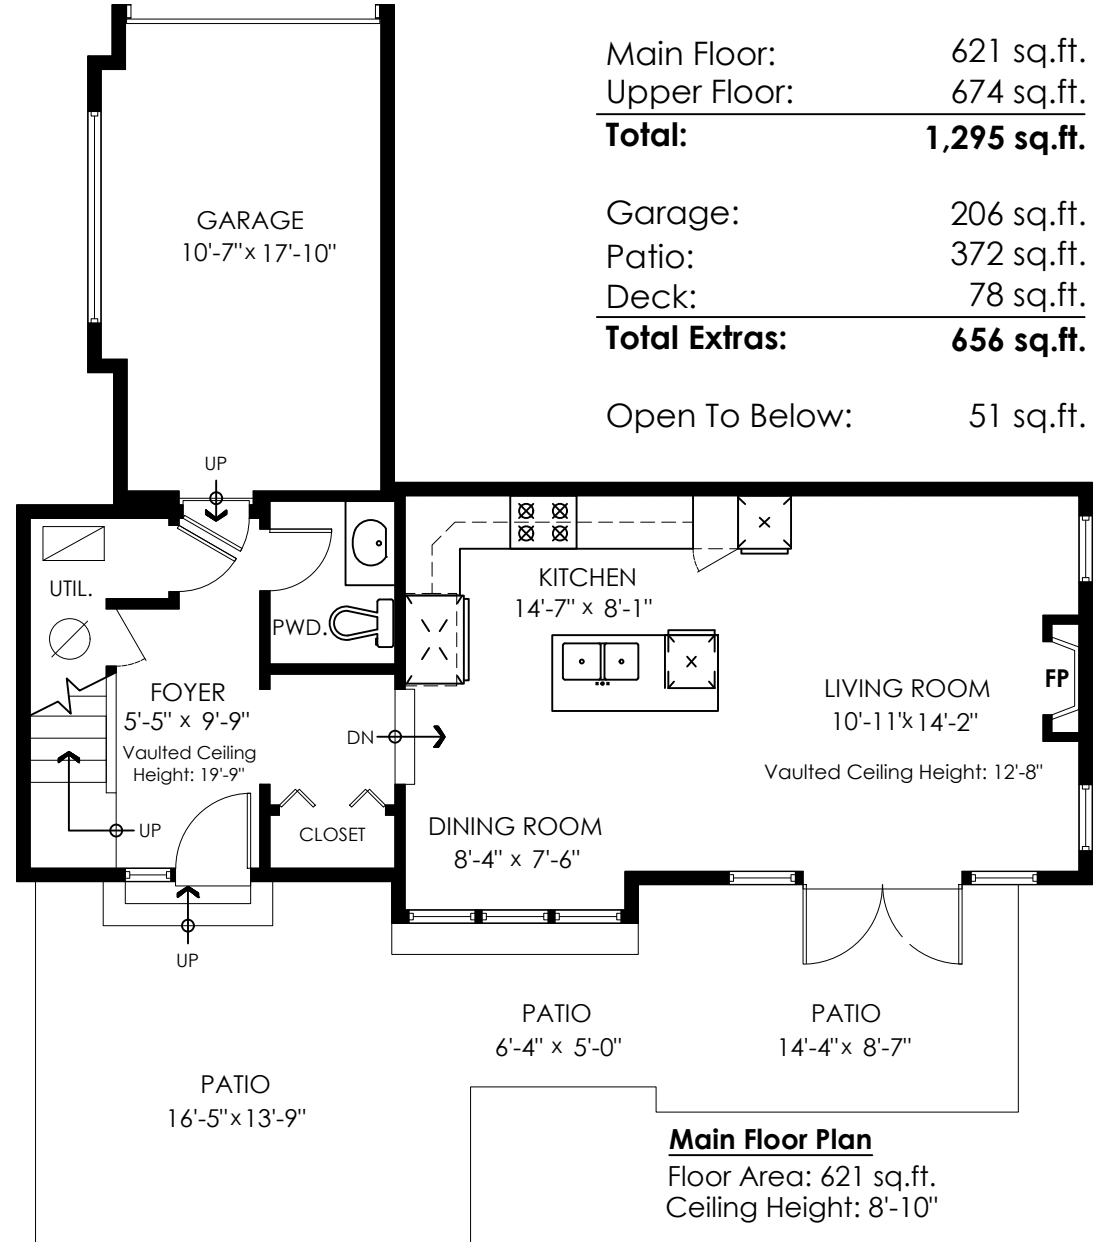 Main Floor: 621 sq.ft.
Upper Floor: 674 sq.ft.
Total: 1,295 sq.ft.
Garage: 206 sq.ft.
Patio: 372 sq.ft.
Deck: 78 sq.ft.
Total Extras: 656 sq.ft.
Open To Below: 51 sq.ft.
GARAGE
10'-7" x 17'-10"
UP
UTIL.
PWD.
KITCHEN
14'-7" x 8'-1"
FOYER
5'-5" x 9'-9"
Vaulted Ceiling
Height: 19'-9"
DN
UP
CLOSET
LIVING ROOM
10'-11" x 14'-2"
Vaulted Ceiling Height: 12'-8"
FP
DINING ROOM
8'-4" x 7'-6"
UP
PATIO
6'-4" x 5'-0"
PATIO
14'-4" x 8'-7"
PATIO
16'-5" x 13'-9"
Main Floor Plan
Floor Area: 621 sq.ft.
Ceiling Height: 8'-10"